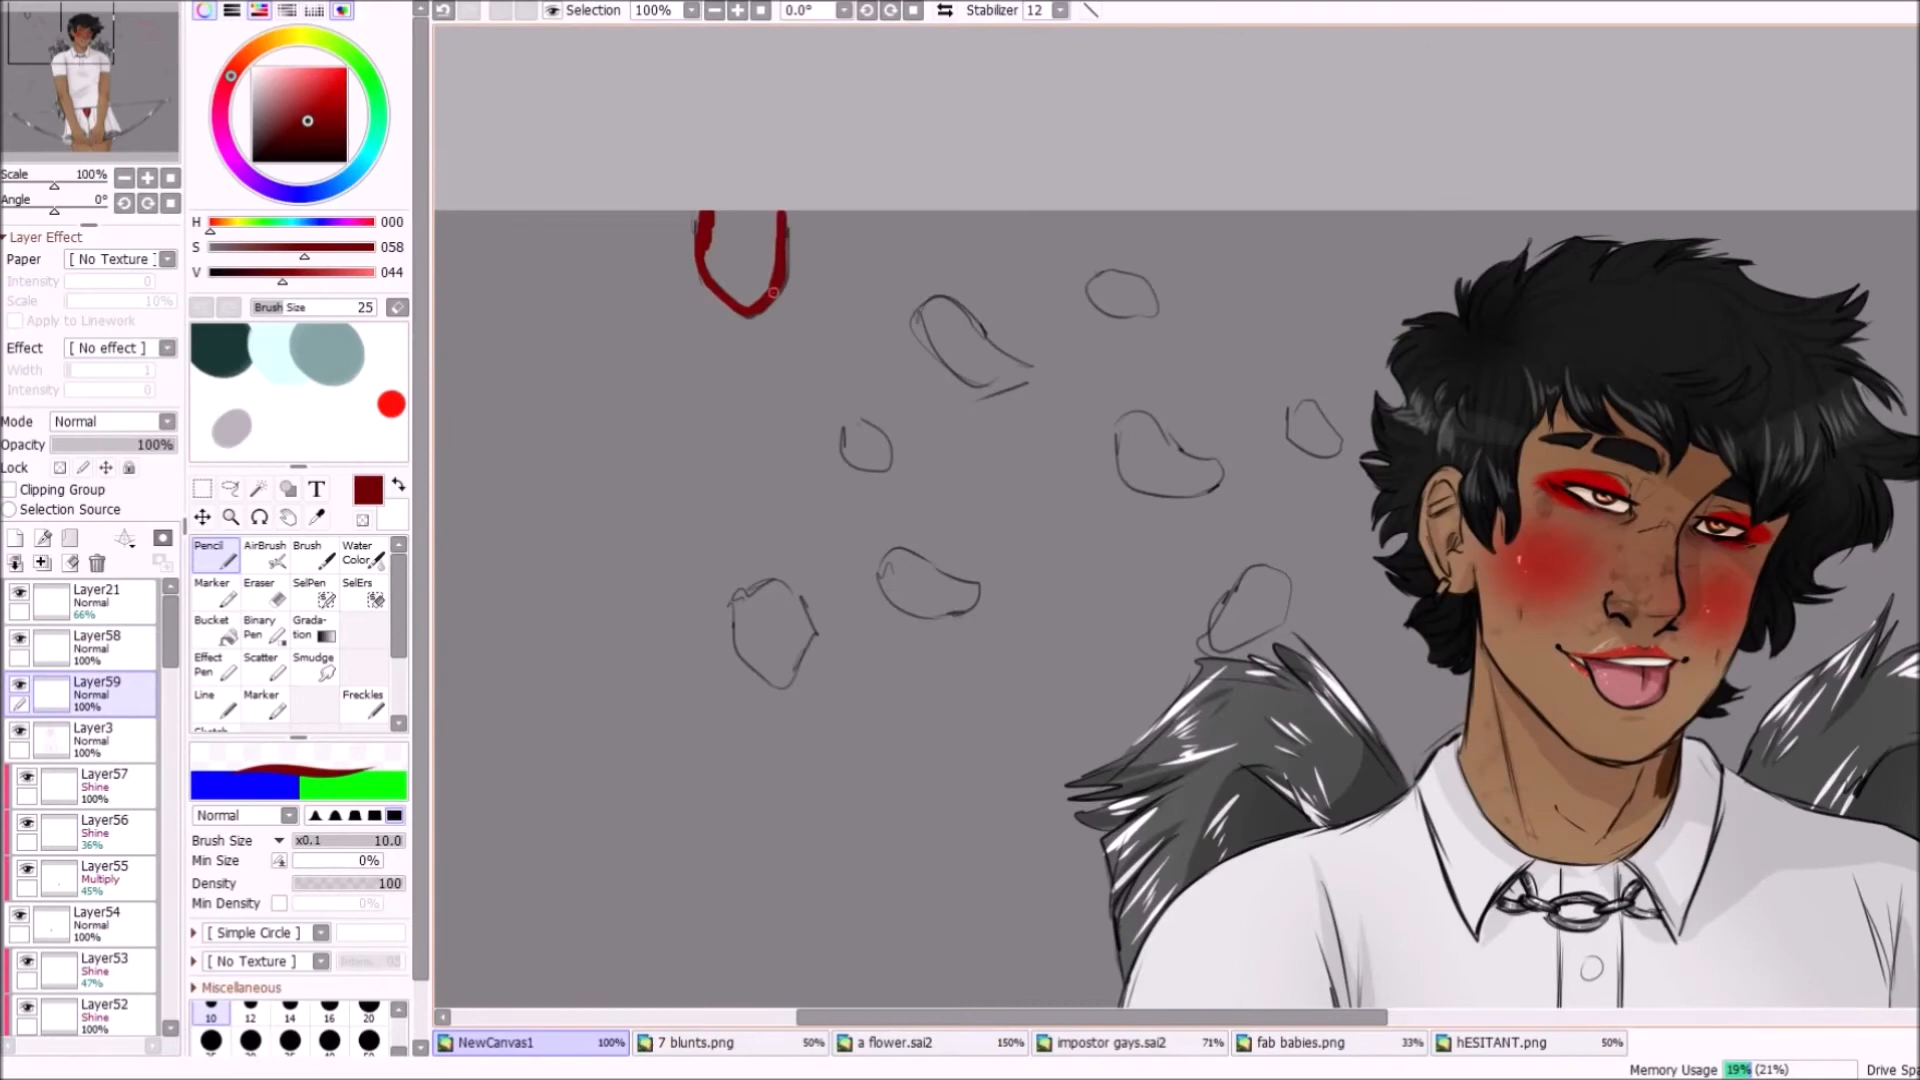 Selection 100% 0.0° Stabilizer 12
Scale 100%
Angle 0°
Layer Effect
Paper [ No Texture ]
Intensity 0
Scale 10%
Apply to Linework
Effect [ No effect ]
Width 1
Intensity 0
Mode Normal
Opacity 100%
Lock
Clipping Group
Selection Source
Layer21
Normal
66%
Layer58
Normal
100%
Layer59
Normal
100%
Layer3
Normal
100%
Layer57
Shine
100%
Layer56
Shine
36%
Layer55
Multiply
45%
Layer54
Normal
100%
Layer53
Shine
47%
Layer52
Shine
100%
H 000
S 058
V 044
Brush Size 25
T
Pencil AirBrush Brush Water Color
Marker Eraser SelPen SelErs
Bucket Binary Pen Grada-tion
Effect Pen Scatter Smudge
Line Marker Freckles
Normal
Brush Size x0.1 10.0
Min Size 0%
Density 100
Min Density 0%
[ Simple Circle ]
[ No Texture ]
Miscellaneous
10 12 14 16 20
NewCanvas1 100% 7 blunts.png 50% a flower.sai2 150% impostor gays.sai2 71% fab babies.png 33% hESITANT.png 50%
Memory Usage 19% (21%) Drive Spa